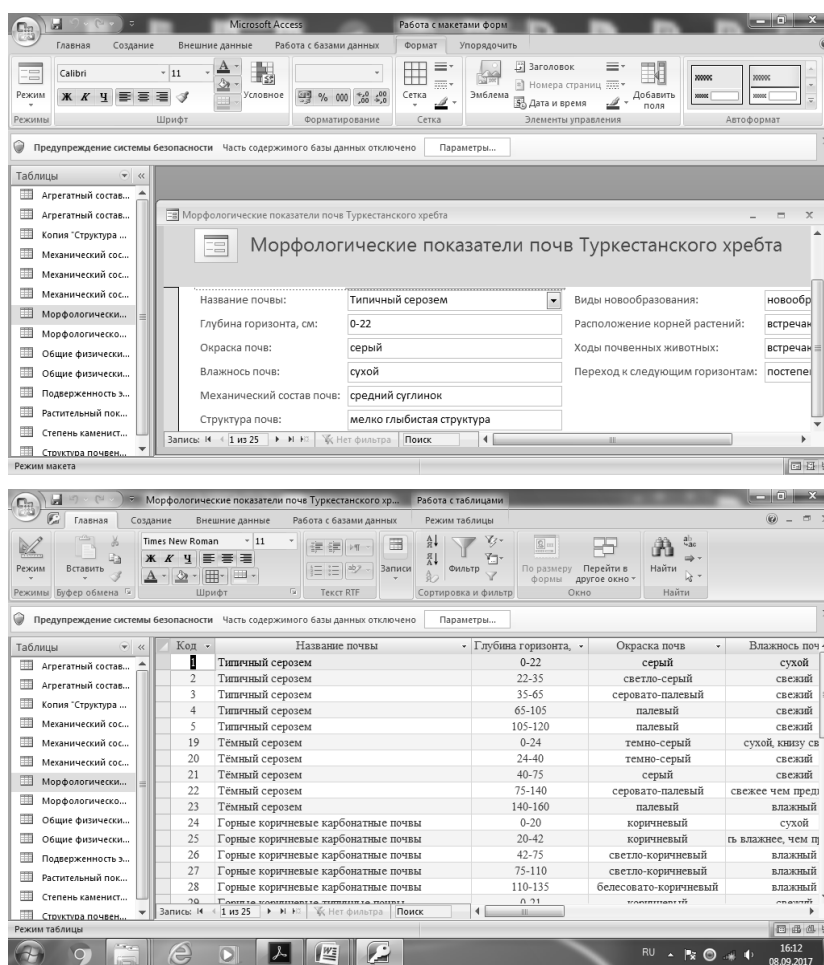 Microsoft Access Работа с макетами форм
Главная Создание Внешние данные Работа с базами данных Формат Упорядочить
Режим
Calibri 11
Ж К Ч
Условное
% 000
Сетка
Эмблема
Заголовок
Номера страниц
Дата и время
Добавить поля
Режимы Шрифт Форматирование Сетка Элементы управления Автоформат
Предупреждение системы безопасности Часть содержимого базы данных отключено Параметры...
Таблицы
Агрегатный состав...
Агрегатный состав...
Копия "Структура ...
Механический сос...
Механический сос...
Механический сос...
Морфологически...
Морфологическо...
Общие физически...
Общие физически...
Подверженность э...
Растительный пок...
Степень каменист...
Структура почвен...
Морфологические показатели почв Туркестанского хребта
Морфологические показатели почв Туркестанского хребта
Название почвы: Типичный серозем Виды новообразования: новообр
Глубина горизонта, см: 0-22 Расположение корней растений: встречаю
Окраска почв: серый Ходы почвенных животных: встречаю
Влажнось почв: сухой Переход к следующим горизонтам: постепен
Механический состав почв: средний суглинок
Структура почв: мелко глыбистая структура
Запись: 1 из 25 Нет фильтра Поиск
Режим макета
Морфологические показатели почв Туркестанского хр... Работа с таблицами
Главная Создание Внешние данные Работа с базами данных Режим таблицы
Режим
Вставить
Times New Roman 11
Ж К Ч
Записи
Фильтр
По размеру формы
Перейти в другое окно
Найти
Режимы Буфер обмена Шрифт Текст RTF Сортировка и фильтр Окно Найти
Предупреждение системы безопасности Часть содержимого базы данных отключено Параметры...
Таблицы
Агрегатный состав...
Агрегатный состав...
Копия "Структура ...
Механический сос...
Механический сос...
Механический сос...
Морфологически...
Морфологическо...
Общие физически...
Общие физически...
Подверженность э...
Растительный пок...
Степень каменист...
Структура почвен...
Код Название почвы Глубина горизонта, Окраска почв Влажнось поч
1 Типичный серозем 0-22 серый сухой
2 Типичный серозем 22-35 светло-серый свежий
3 Типичный серозем 35-65 серовато-палевый свежий
4 Типичный серозем 65-105 палевый свежий
5 Типичный серозем 105-120 палевый свежий
19 Тёмный серозем 0-24 темно-серый сухой, книзу св
20 Тёмный серозем 24-40 темно-серый свежий
21 Тёмный серозем 40-75 серый свежий
22 Тёмный серозем 75-140 серовато-палевый свежее чем преды
23 Тёмный серозем 140-160 палевый влажный
24 Горные коричневые карбонатные почвы 0-20 коричневый сухой
25 Горные коричневые карбонатные почвы 20-42 коричневый ть влажнее, чем п
26 Горные коричневые карбонатные почвы 42-75 светло-коричневый влажный
27 Горные коричневые карбонатные почвы 75-110 светло-коричневый влажный
28 Горные коричневые карбонатные почвы 110-135 белесовато-коричневый влажный
29 Горные коричневые типичные почвы 0-21 коричневый свежий
Запись: 1 из 25 Нет фильтра Поиск
Режим таблицы
RU 16:12
08.09.2017